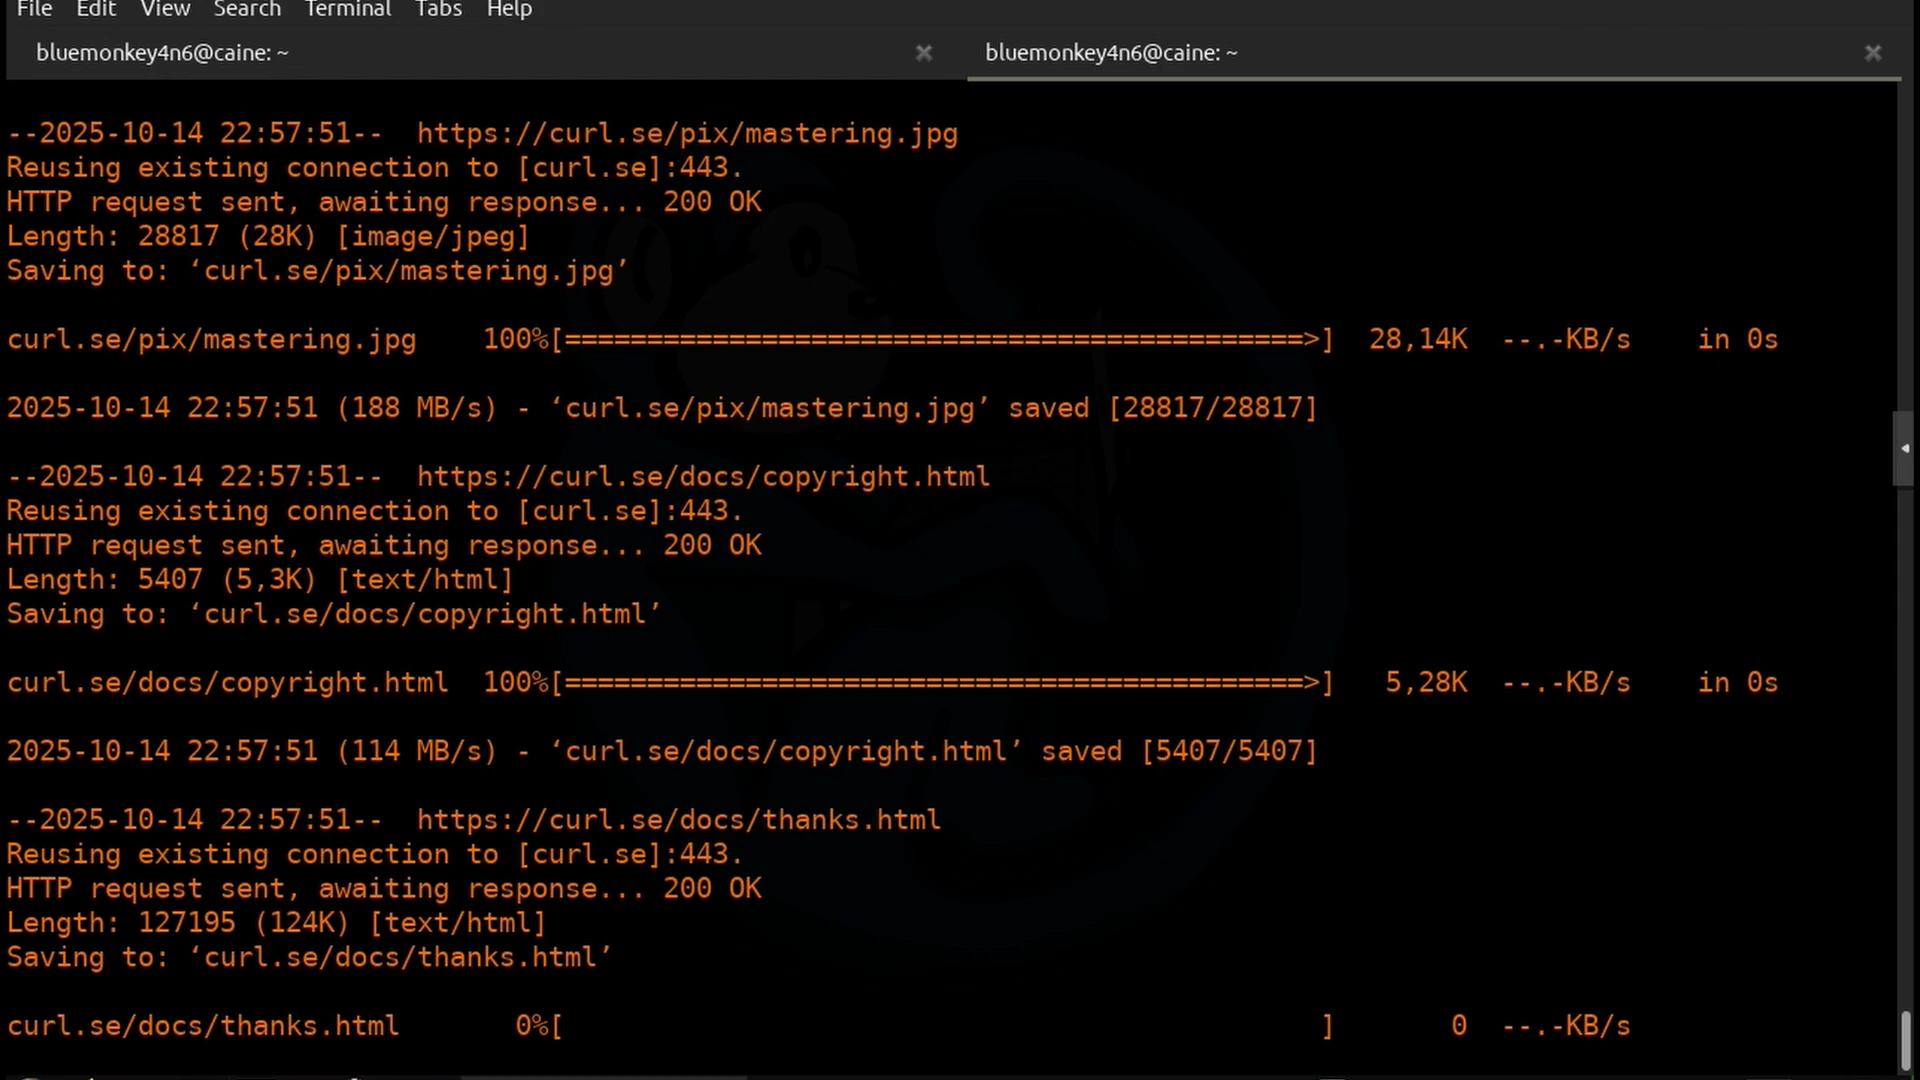 File Edit View Search Terminal Tabs Help
bluemonkey4n6@caine: ~ × bluemonkey4n6@caine: ~ ×
--2025-10-14 22:57:51--  https://curl.se/pix/mastering.jpg
Reusing existing connection to [curl.se]:443.
HTTP request sent, awaiting response... 200 OK
Length: 28817 (28K) [image/jpeg]
Saving to: ‘curl.se/pix/mastering.jpg’
curl.se/pix/mastering.jpg    100%[=============================================>]  28,14K  --.-KB/s    in 0s
2025-10-14 22:57:51 (188 MB/s) - ‘curl.se/pix/mastering.jpg’ saved [28817/28817]
--2025-10-14 22:57:51--  https://curl.se/docs/copyright.html
Reusing existing connection to [curl.se]:443.
HTTP request sent, awaiting response... 200 OK
Length: 5407 (5,3K) [text/html]
Saving to: ‘curl.se/docs/copyright.html’
curl.se/docs/copyright.html  100%[=============================================>]   5,28K  --.-KB/s    in 0s
2025-10-14 22:57:51 (114 MB/s) - ‘curl.se/docs/copyright.html’ saved [5407/5407]
--2025-10-14 22:57:51--  https://curl.se/docs/thanks.html
Reusing existing connection to [curl.se]:443.
HTTP request sent, awaiting response... 200 OK
Length: 127195 (124K) [text/html]
Saving to: ‘curl.se/docs/thanks.html’
curl.se/docs/thanks.html       0%[                                              ]       0  --.-KB/s